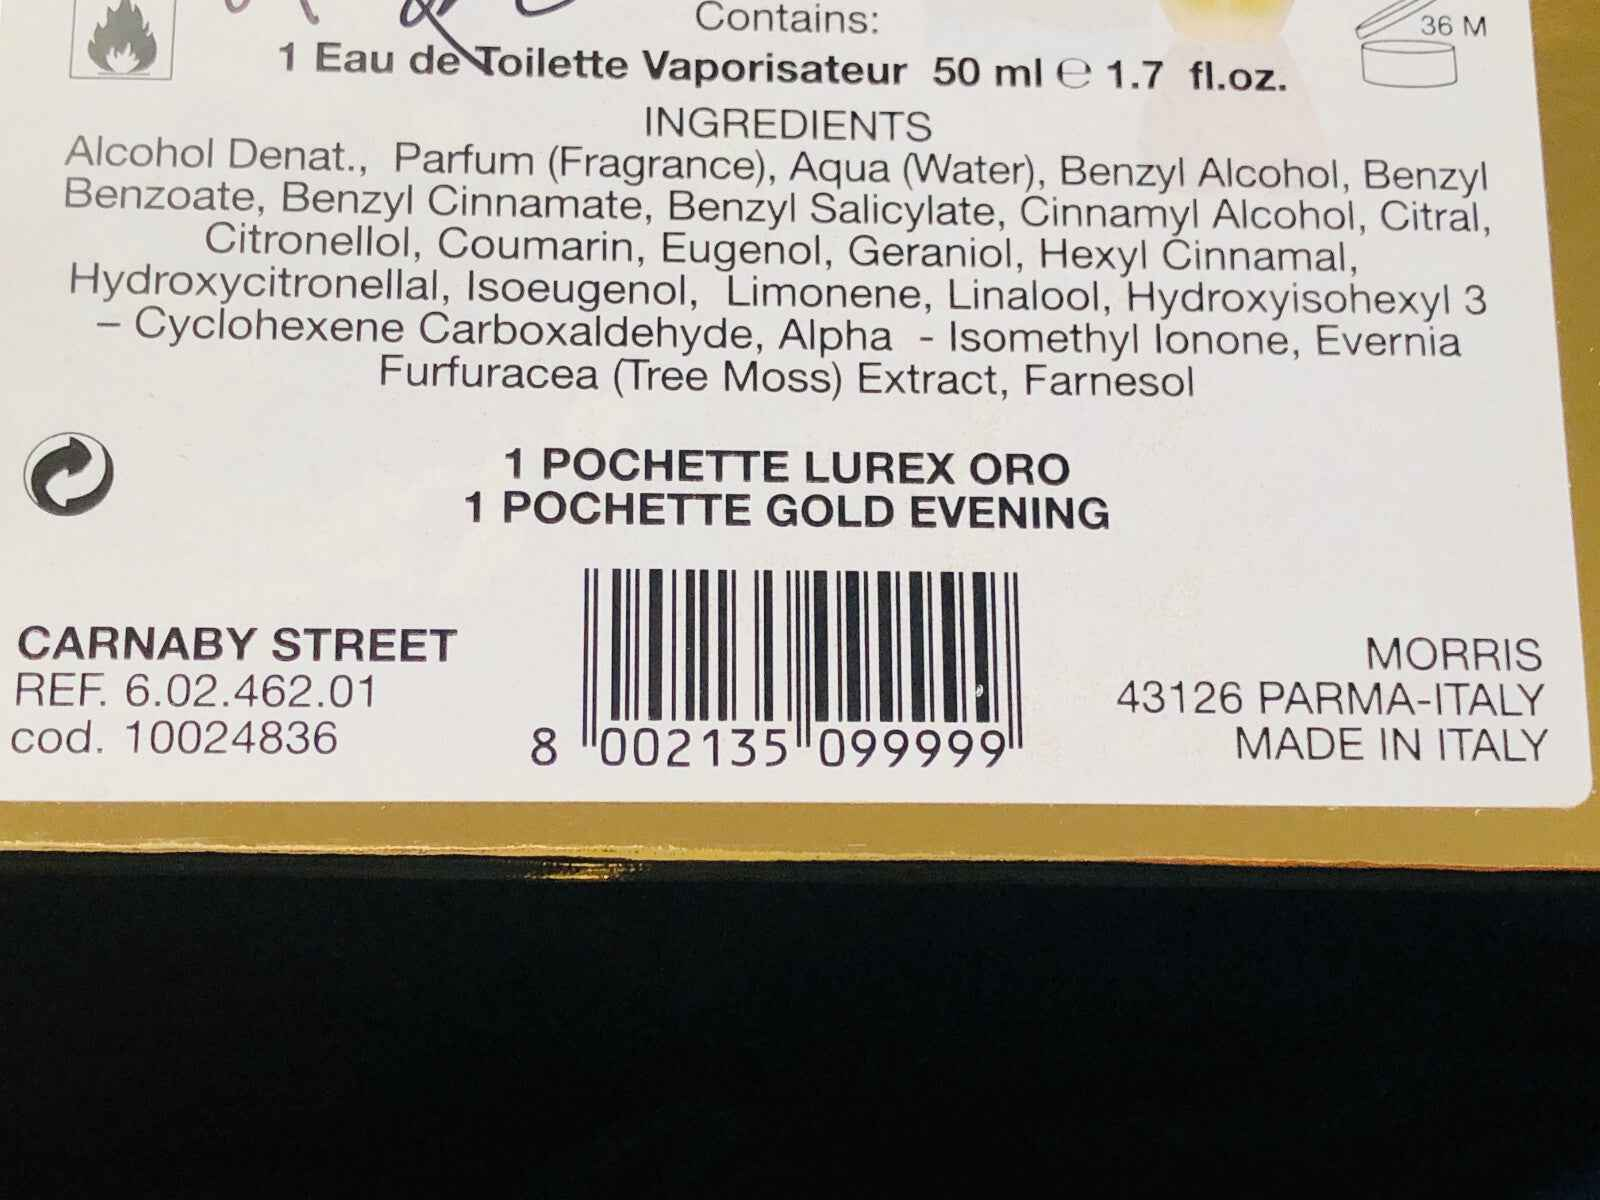 Contains:
36 M
1 Eau de Toilette Vaporisateur 50 ml ℮ 1.7 fl.oz.
INGREDIENTS
Alcohol Denat., Parfum (Fragrance), Aqua (Water), Benzyl Alcohol, Benzyl
Benzoate, Benzyl Cinnamate, Benzyl Salicylate, Cinnamyl Alcohol, Citral,
Citronellol, Coumarin, Eugenol, Geraniol, Hexyl Cinnamal,
Hydroxycitronellal, Isoeugenol, Limonene, Linalool, Hydroxyisohexyl 3
– Cyclohexene Carboxaldehyde, Alpha - Isomethyl Ionone, Evernia
Furfuracea (Tree Moss) Extract, Farnesol
1 POCHETTE LUREX ORO
1 POCHETTE GOLD EVENING
CARNABY STREET
REF. 6.02.462.01
cod. 10024836
8 002135 099999
MORRIS
43126 PARMA-ITALY
MADE IN ITALY